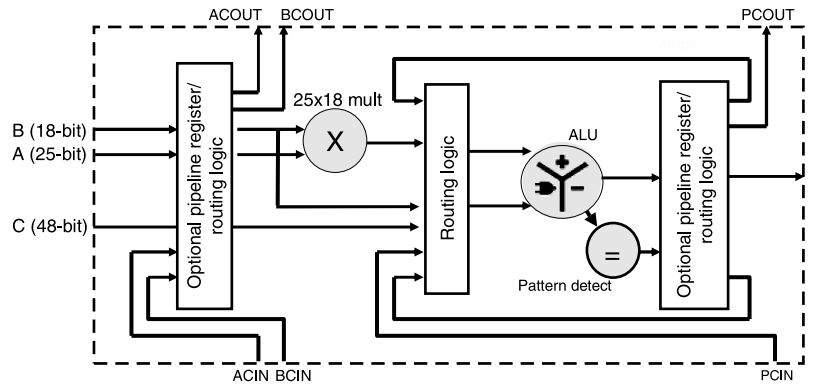 ACOUT BCOUT PCOUT
25x18 mult
B (18-bit)
A (25-bit)
C (48-bit)
Optional pipeline register/
routing logic
X
Routing logic
ALU
+
-
=
Pattern detect
Optional pipeline register/
routing logic
ACIN BCIN PCIN